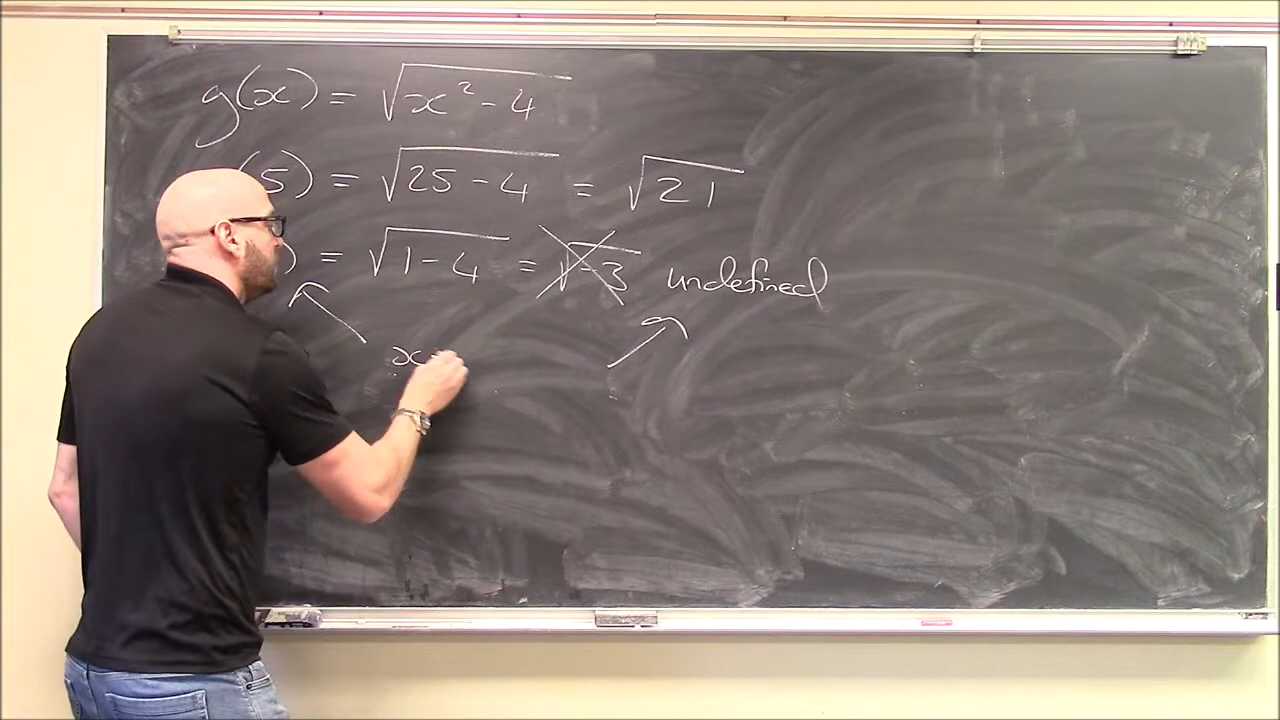 g(x) = √(x² - 4)
(5) = √(25 - 4) = √21
) = √(1 - 4) = √-3 undefined
x